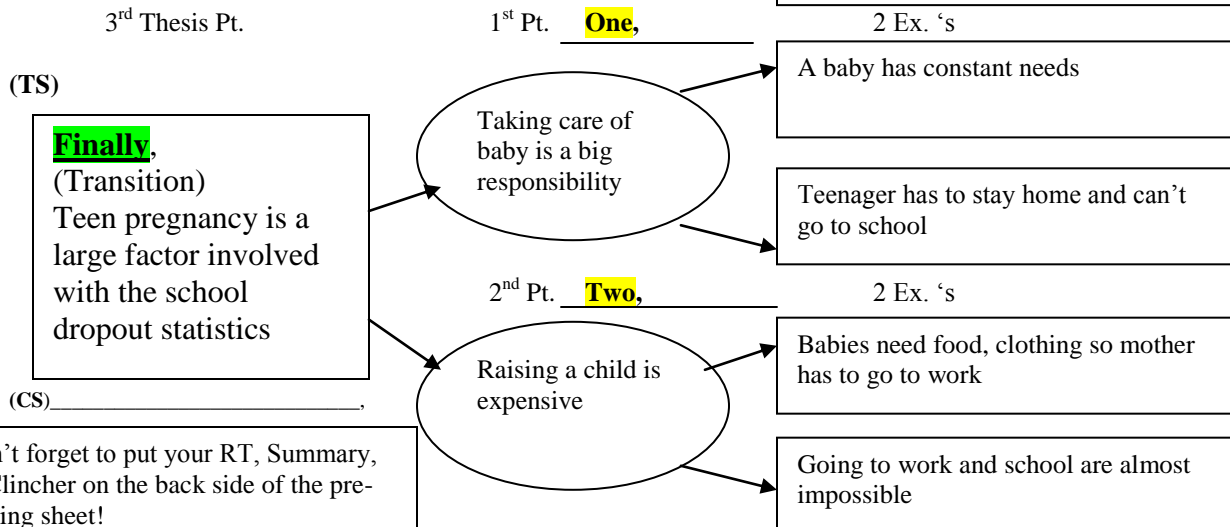 3rd Thesis Pt.
1st Pt. One,
2 Ex. ‘s
(TS)
Finally,
(Transition)
Teen pregnancy is a
large factor involved
with the school
dropout statistics
Taking care of
baby is a big
responsibility
A baby has constant needs
Teenager has to stay home and can’t
go to school
2nd Pt. Two,
2 Ex. ‘s
Raising a child is
expensive
Babies need food, clothing so mother
has to go to work
Going to work and school are almost
impossible
(CS)____________________________,
’t forget to put your RT, Summary,
Clincher on the back side of the pre-
ing sheet!